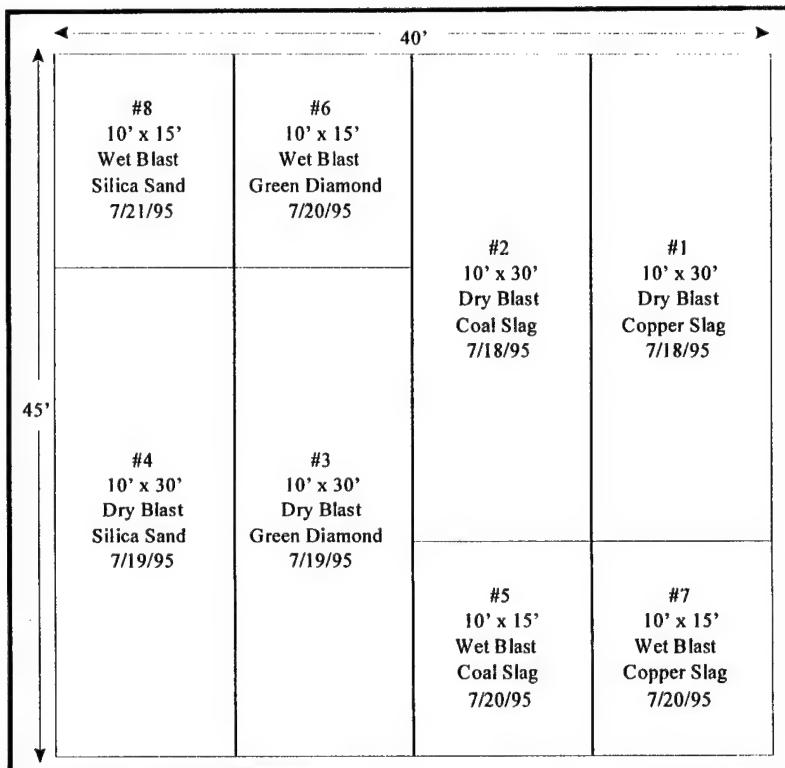 40'
#8
10' x 15'
Wet Blast
Silica Sand
7/21/95
#6
10' x 15'
Wet Blast
Green Diamond
7/20/95
#2
10' x 30'
Dry Blast
Coal Slag
7/18/95
#1
10' x 30'
Dry Blast
Copper Slag
7/18/95
45'
#4
10' x 30'
Dry Blast
Silica Sand
7/19/95
#3
10' x 30'
Dry Blast
Green Diamond
7/19/95
#5
10' x 15'
Wet Blast
Coal Slag
7/20/95
#7
10' x 15'
Wet Blast
Copper Slag
7/20/95